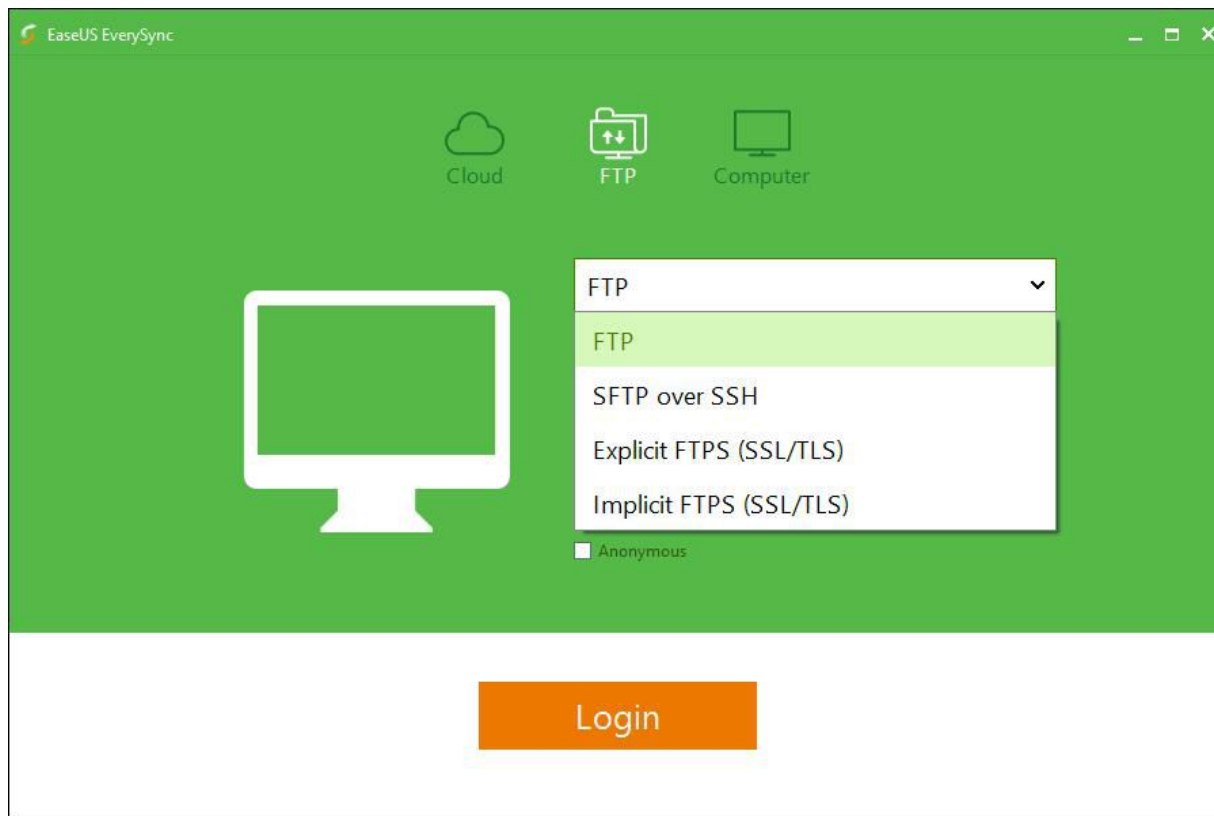 EaseUS EverySync
Cloud FTP Computer
FTP
FTP
SFTP over SSH
Explicit FTPS (SSL/TLS)
Implicit FTPS (SSL/TLS)
Anonymous
Login